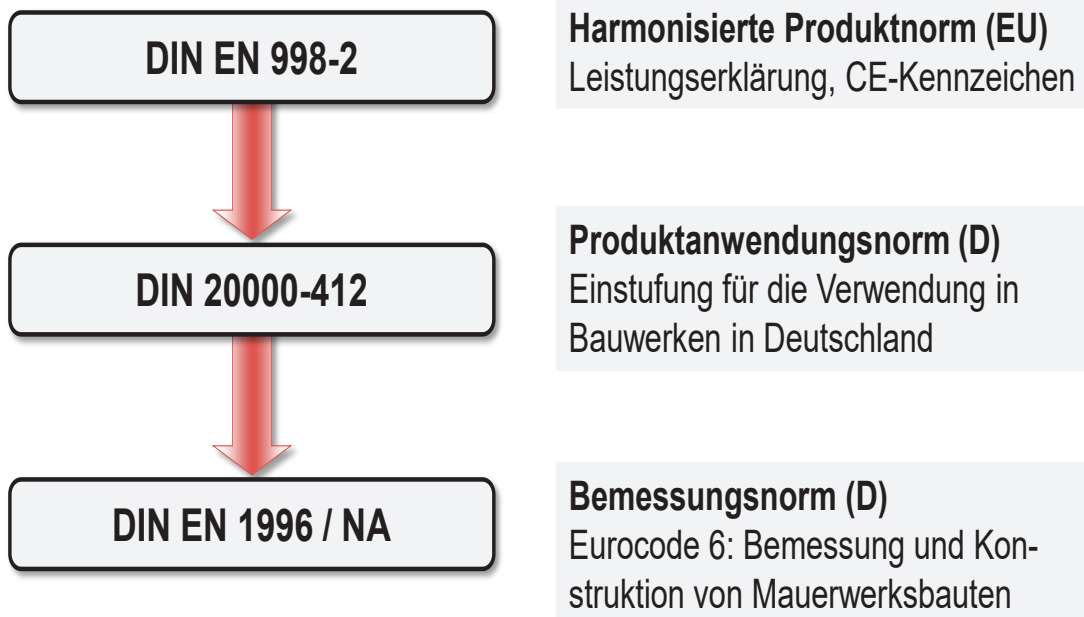 DIN EN 998-2
Harmonisierte Produktnorm (EU)
Leistungserklärung, CE-Kennzeichen
DIN 20000-412
Produktanwendungsnorm (D)
Einstufung für die Verwendung in
Bauwerken in Deutschland
DIN EN 1996 / NA
Bemessungsnorm (D)
Eurocode 6: Bemessung und Kon-
struktion von Mauerwerksbauten